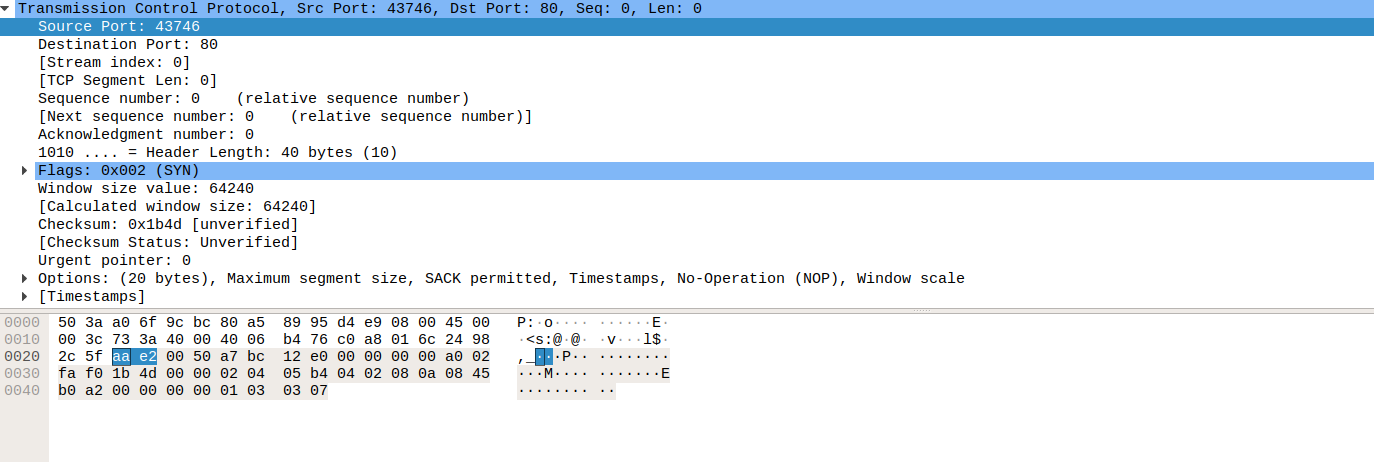 Transmission Control Protocol, Src Port: 43746, Dst Port: 80, Seq: 0, Len: 0
Source Port: 43746
Destination Port: 80
[Stream index: 0]
[TCP Segment Len: 0]
Sequence number: 0    (relative sequence number)
[Next sequence number: 0    (relative sequence number)]
Acknowledgment number: 0
1010 .... = Header Length: 40 bytes (10)
Flags: 0x002 (SYN)
Window size value: 64240
[Calculated window size: 64240]
Checksum: 0x1b4d [unverified]
[Checksum Status: Unverified]
Urgent pointer: 0
Options: (20 bytes), Maximum segment size, SACK permitted, Timestamps, No-Operation (NOP), Window scale
[Timestamps]
0000  50 3a a0 6f 9c bc 80 a5  89 95 d4 e9 08 00 45 00  P:·o···· ······E·
0010  00 3c 73 3a 40 00 40 06  b4 76 c0 a8 01 6c 24 98  ·<s:@·@· ·v···l$·
0020  2c 5f aa e2 00 50 a7 bc  12 e0 00 00 00 00 a0 02  ,_···P·· ········
0030  fa f0 1b 4d 00 00 02 04  05 b4 04 02 08 0a 08 45  ···M···· ·······E
0040  b0 a2 00 00 00 00 01 03  03 07  ········ ··